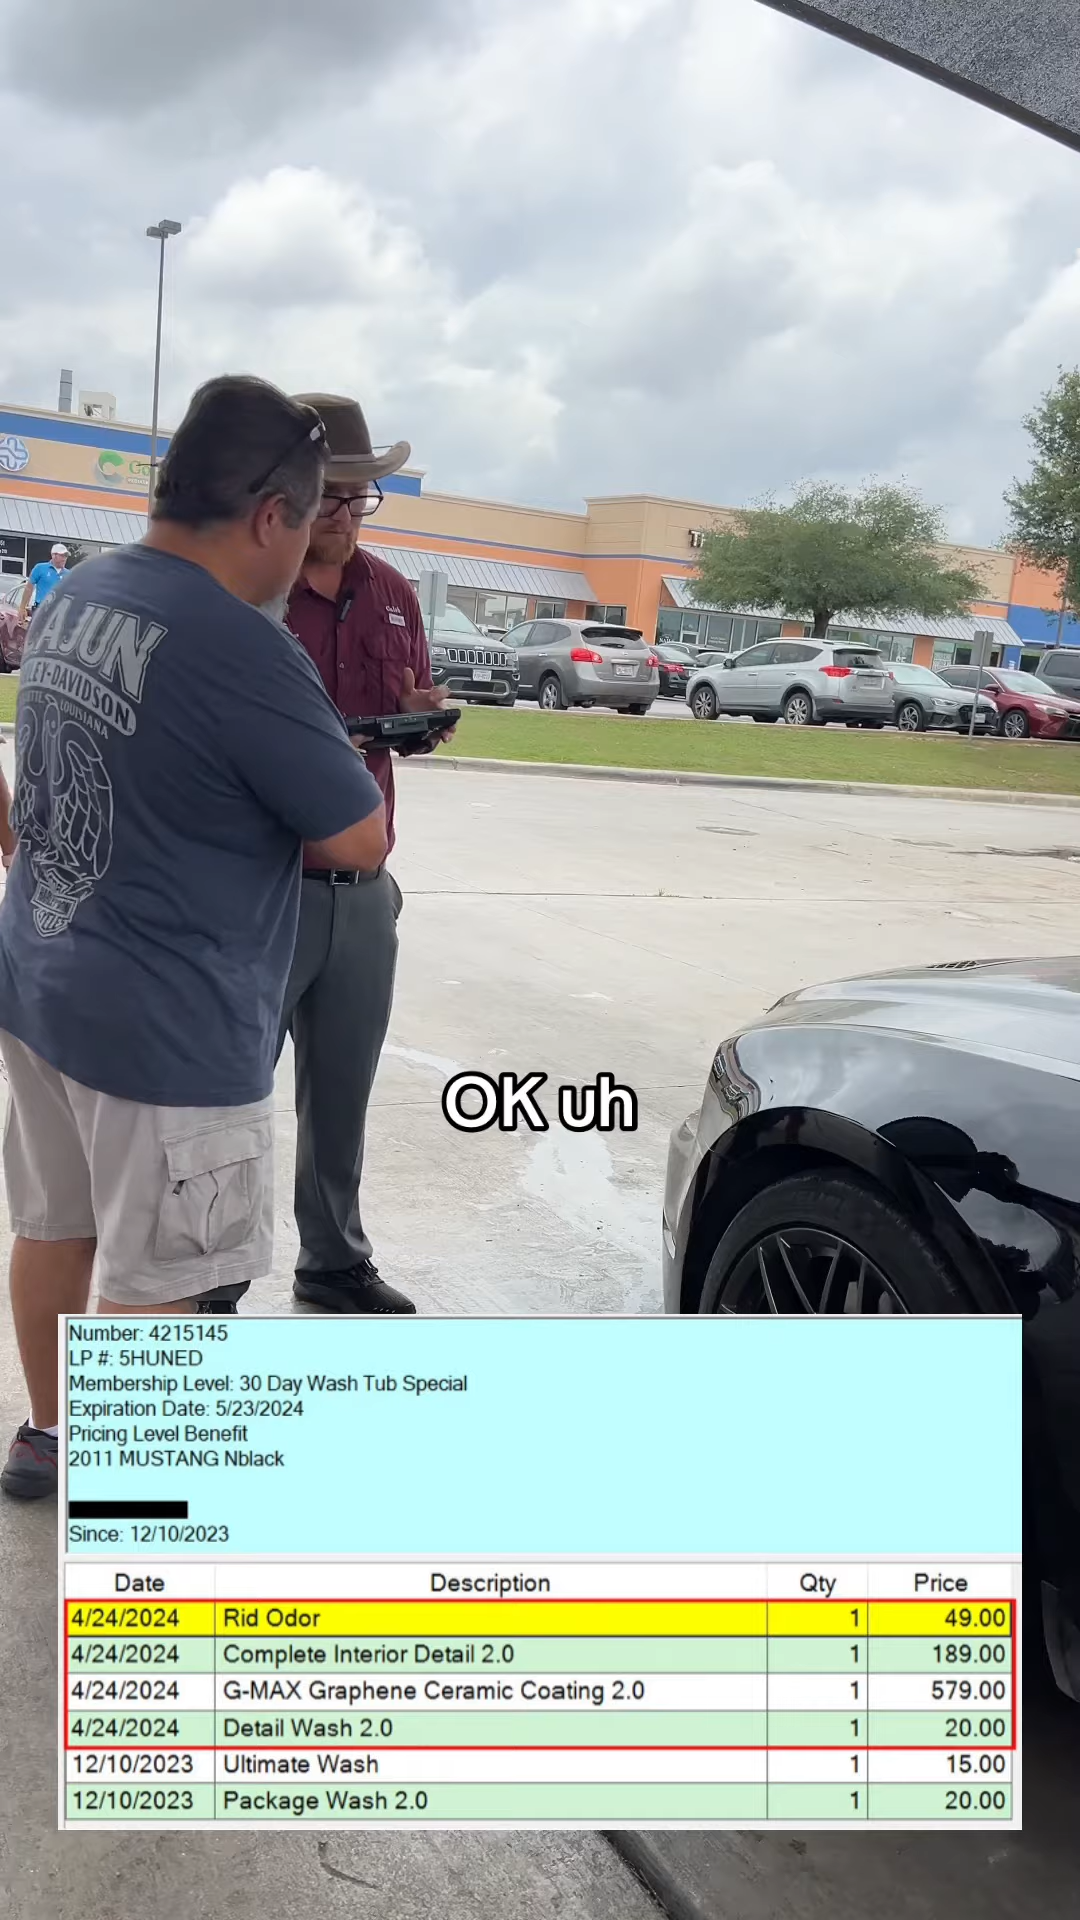 CAJUN
HARLEY-DAVIDSON
LOUISIANA
Caleb
OK uh
Number: 4215145
LP #: 5HUNED
Membership Level: 30 Day Wash Tub Special
Expiration Date: 5/23/2024
Pricing Level Benefit
2011 MUSTANG Nblack
Since: 12/10/2023
Date Description Qty Price
4/24/2024 Rid Odor 1 49.00
4/24/2024 Complete Interior Detail 2.0 1 189.00
4/24/2024 G-MAX Graphene Ceramic Coating 2.0 1 579.00
4/24/2024 Detail Wash 2.0 1 20.00
12/10/2023 Ultimate Wash 1 15.00
12/10/2023 Package Wash 2.0 1 20.00